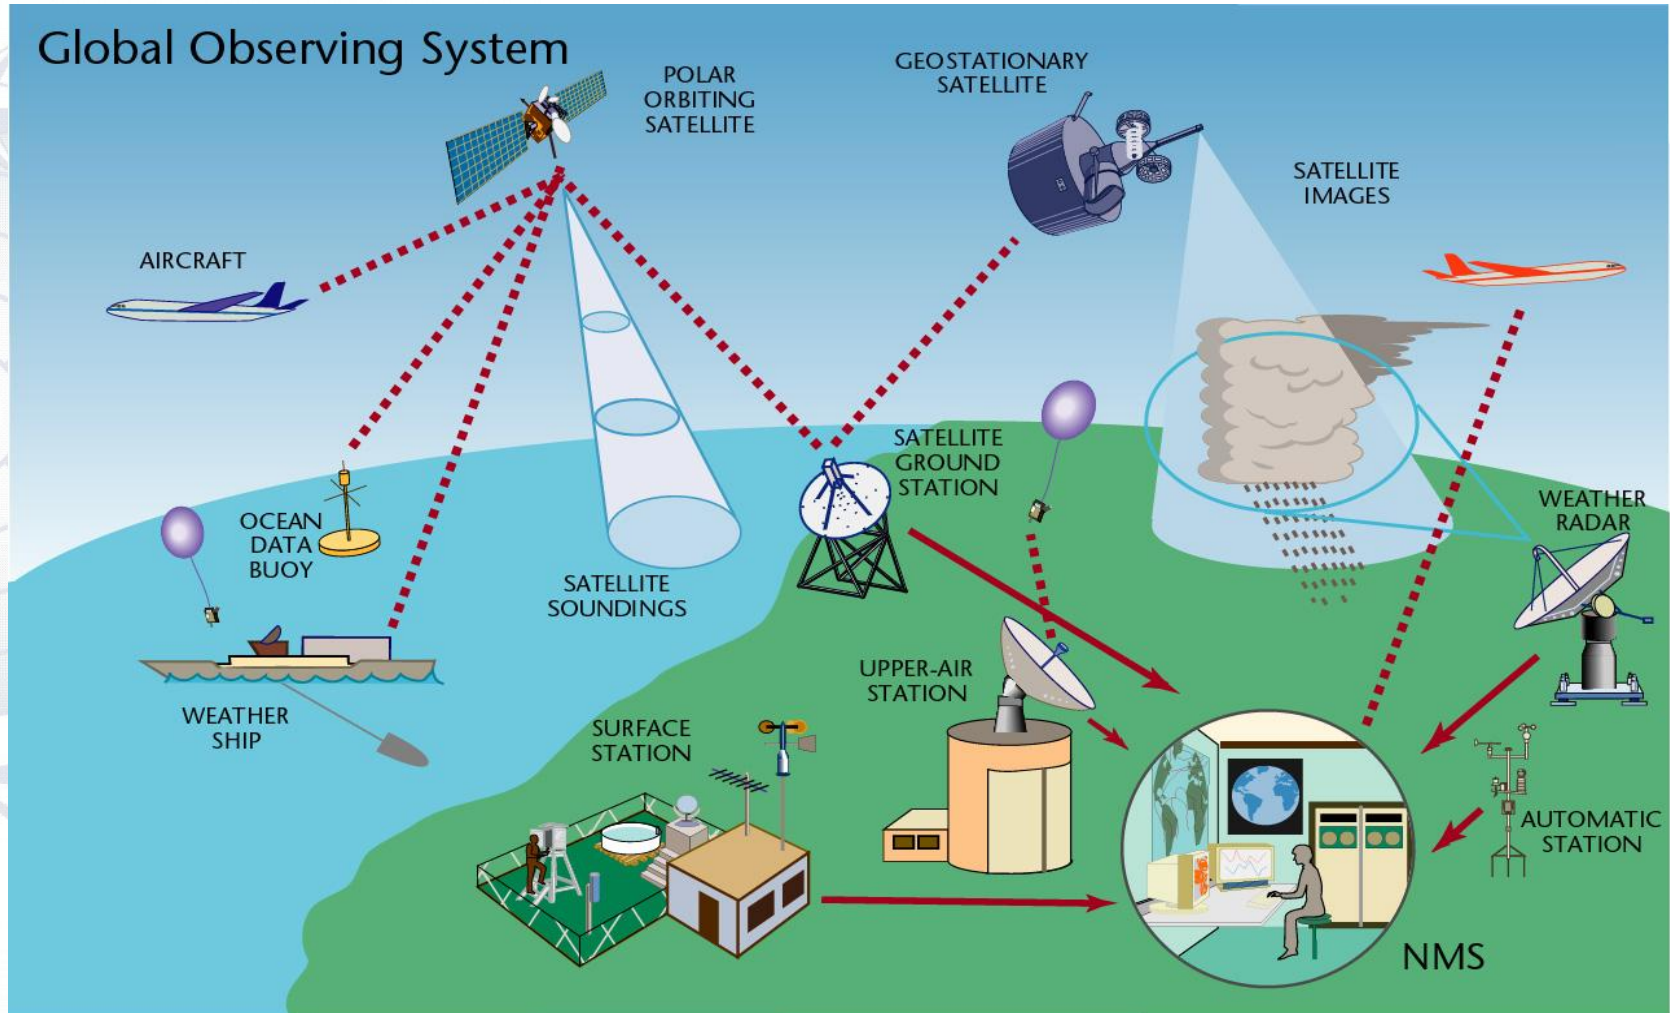 Global Observing System
POLAR
ORBITING
SATELLITE
GEOSTATIONARY
SATELLITE
SATELLITE
IMAGES
AIRCRAFT
SATELLITE
GROUND
STATION
WEATHER
RADAR
OCEAN
DATA
BUOY
SATELLITE
SOUNDINGS
UPPER-AIR
STATION
WEATHER
SHIP
SURFACE
STATION
AUTOMATIC
STATION
NMS